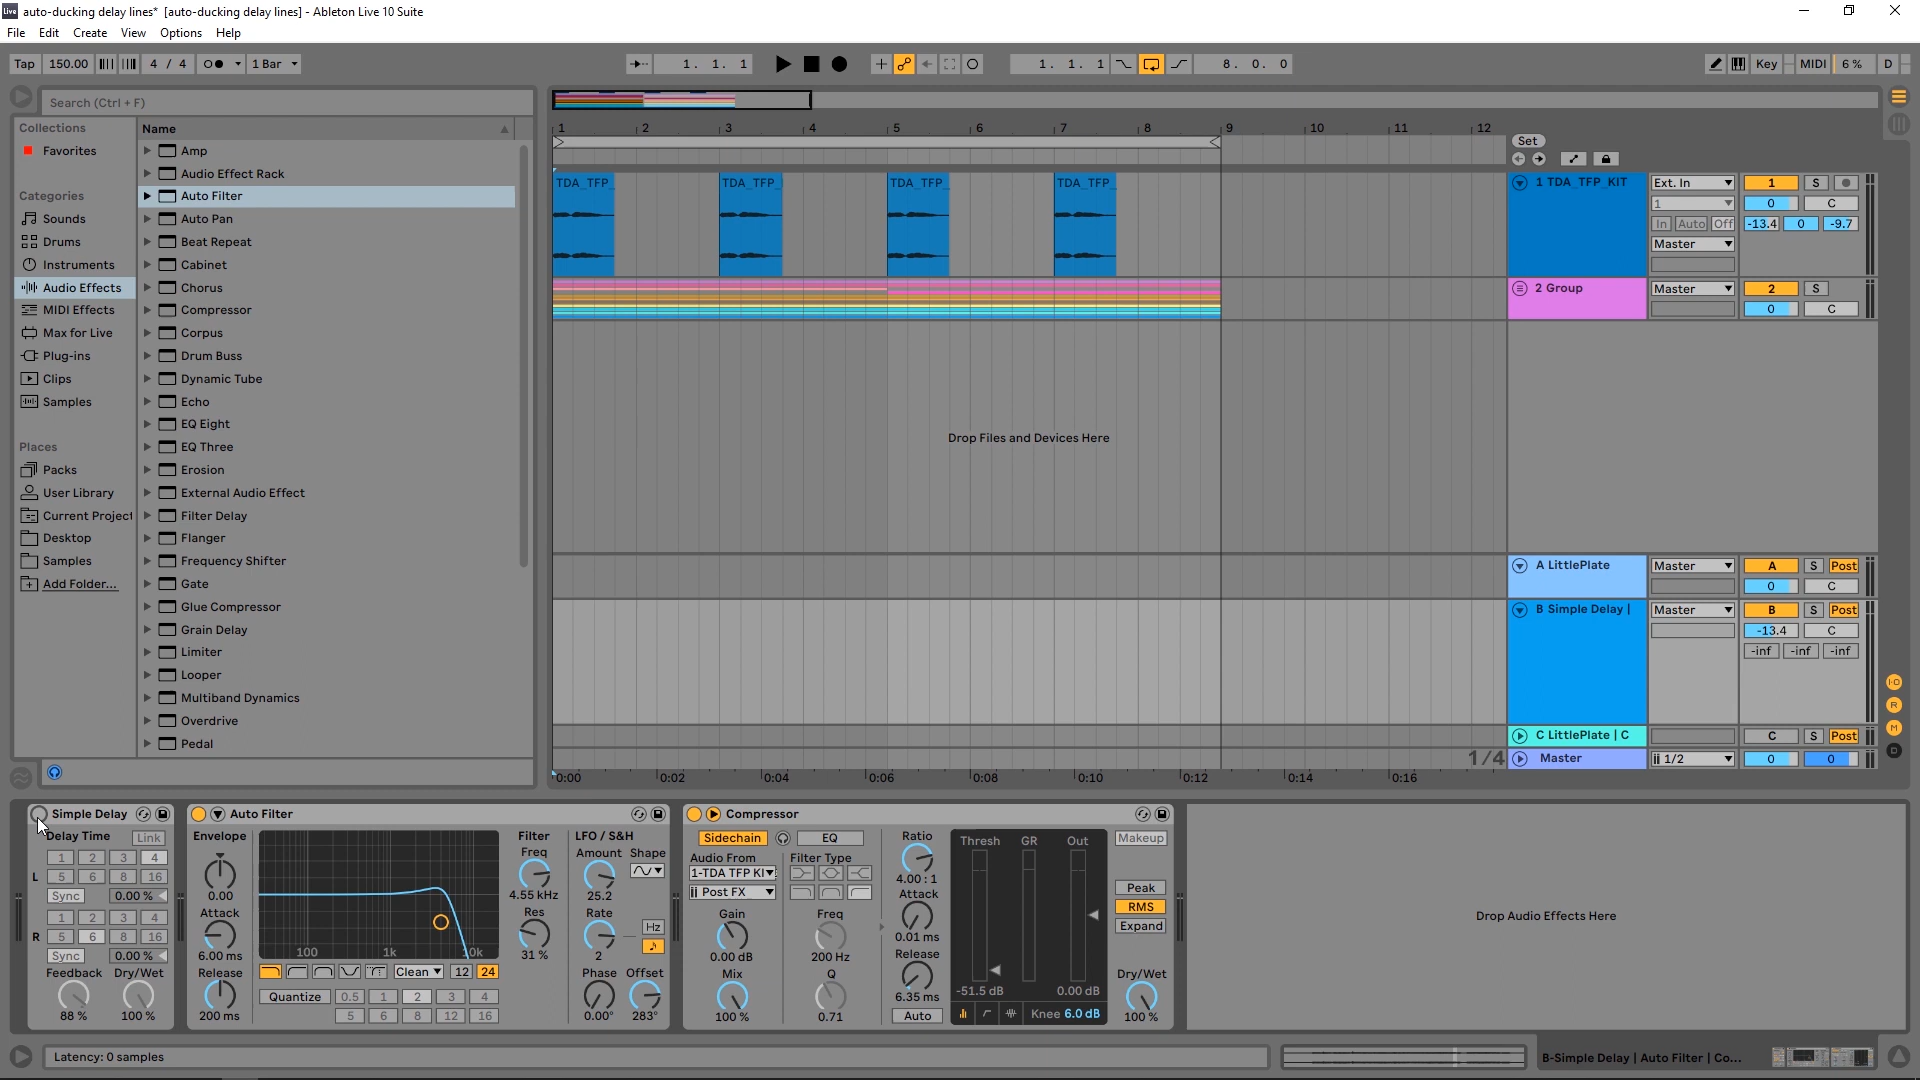 auto-ducking delay lines* [auto-ducking delay lines] - Ableton Live 10 Suite
File Edit Create View Options Help
Tap 150.00 4 / 4 1 Bar 1. 1. 1 1. 1. 1 8. 0. 0 Key MIDI 6 % D
Search (Ctrl + F)
Collections
Favorites
Categories
Sounds
Drums
Instruments
Audio Effects
MIDI Effects
Max for Live
Plug-ins
Clips
Samples
Places
Packs
User Library
Current Project
Desktop
Samples
Add Folder...
Name
Amp
Audio Effect Rack
Auto Filter
Auto Pan
Beat Repeat
Cabinet
Chorus
Compressor
Corpus
Drum Buss
Dynamic Tube
Echo
EQ Eight
EQ Three
Erosion
External Audio Effect
Filter Delay
Flanger
Frequency Shifter
Gate
Glue Compressor
Grain Delay
Limiter
Looper
Multiband Dynamics
Overdrive
Pedal
1 2 3 4 5 6 7 8 9 10 11 12
Set
TDA_TFP_ TDA_TFP_ TDA_TFP_ TDA_TFP_
Drop Files and Devices Here
1/4
0:00 0:02 0:04 0:06 0:08 0:10 0:12 0:14 0:16
1 TDA_TFP_KIT Ext. In 1 S
1 0 C
In Auto Off -13.4 0 -9.7
Master
2 Group Master 2 S
0 C
A LittlePlate Master A S Post
0 C
B Simple Delay | Master B S Post
-13.4 C
-inf -inf -inf
C LittlePlate | C C S Post
Master 1/2 0 0
I·O
R
M
D
Simple Delay
Delay Time Link
1 2 3 4
L 5 6 8 16
Sync 0.00 %
1 2 3 4
R 5 6 8 16
Sync 0.00 %
Feedback Dry/Wet
88 % 100 %
Auto Filter
Envelope
0.00
Attack
6.00 ms
Release
200 ms
100 1k 10k
Clean 12 24
Quantize 0.5 1 2 3 4
5 6 8 12 16
Filter
Freq
4.55 kHz
Res
31 %
LFO / S&H
Amount Shape
25.2
Rate Hz
2
Phase Offset
0.00° 283°
Compressor
Sidechain EQ
Audio From Filter Type
1-TDA TFP KI
Post FX
Gain Freq
0.00 dB 200 Hz
Mix Q
100 % 0.71
Ratio
4.00 : 1
Attack
0.01 ms
Release
6.35 ms
Auto
Thresh GR Out
-51.5 dB 0.00 dB
Knee 6.0 dB
Makeup
Peak
RMS
Expand
Dry/Wet
100 %
Drop Audio Effects Here
Latency: 0 samples
B-Simple Delay | Auto Filter | Co...